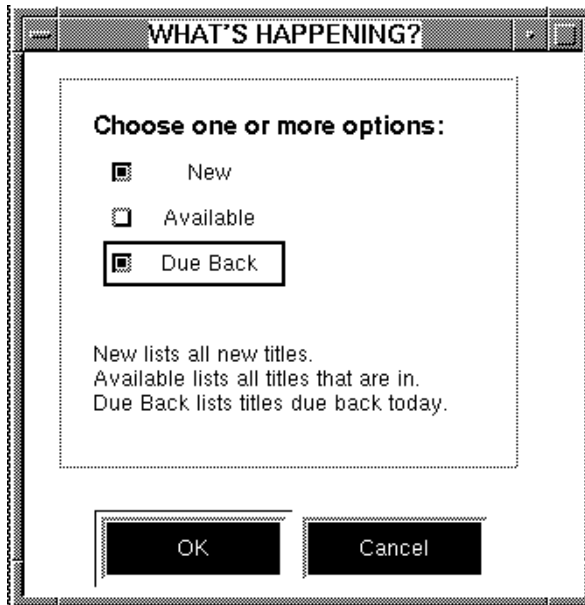 WHAT'S HAPPENING?
Choose one or more options:
New
Available
Due Back
New lists all new titles.
Available lists all titles that are in.
Due Back lists titles due back today.
OK
Cancel